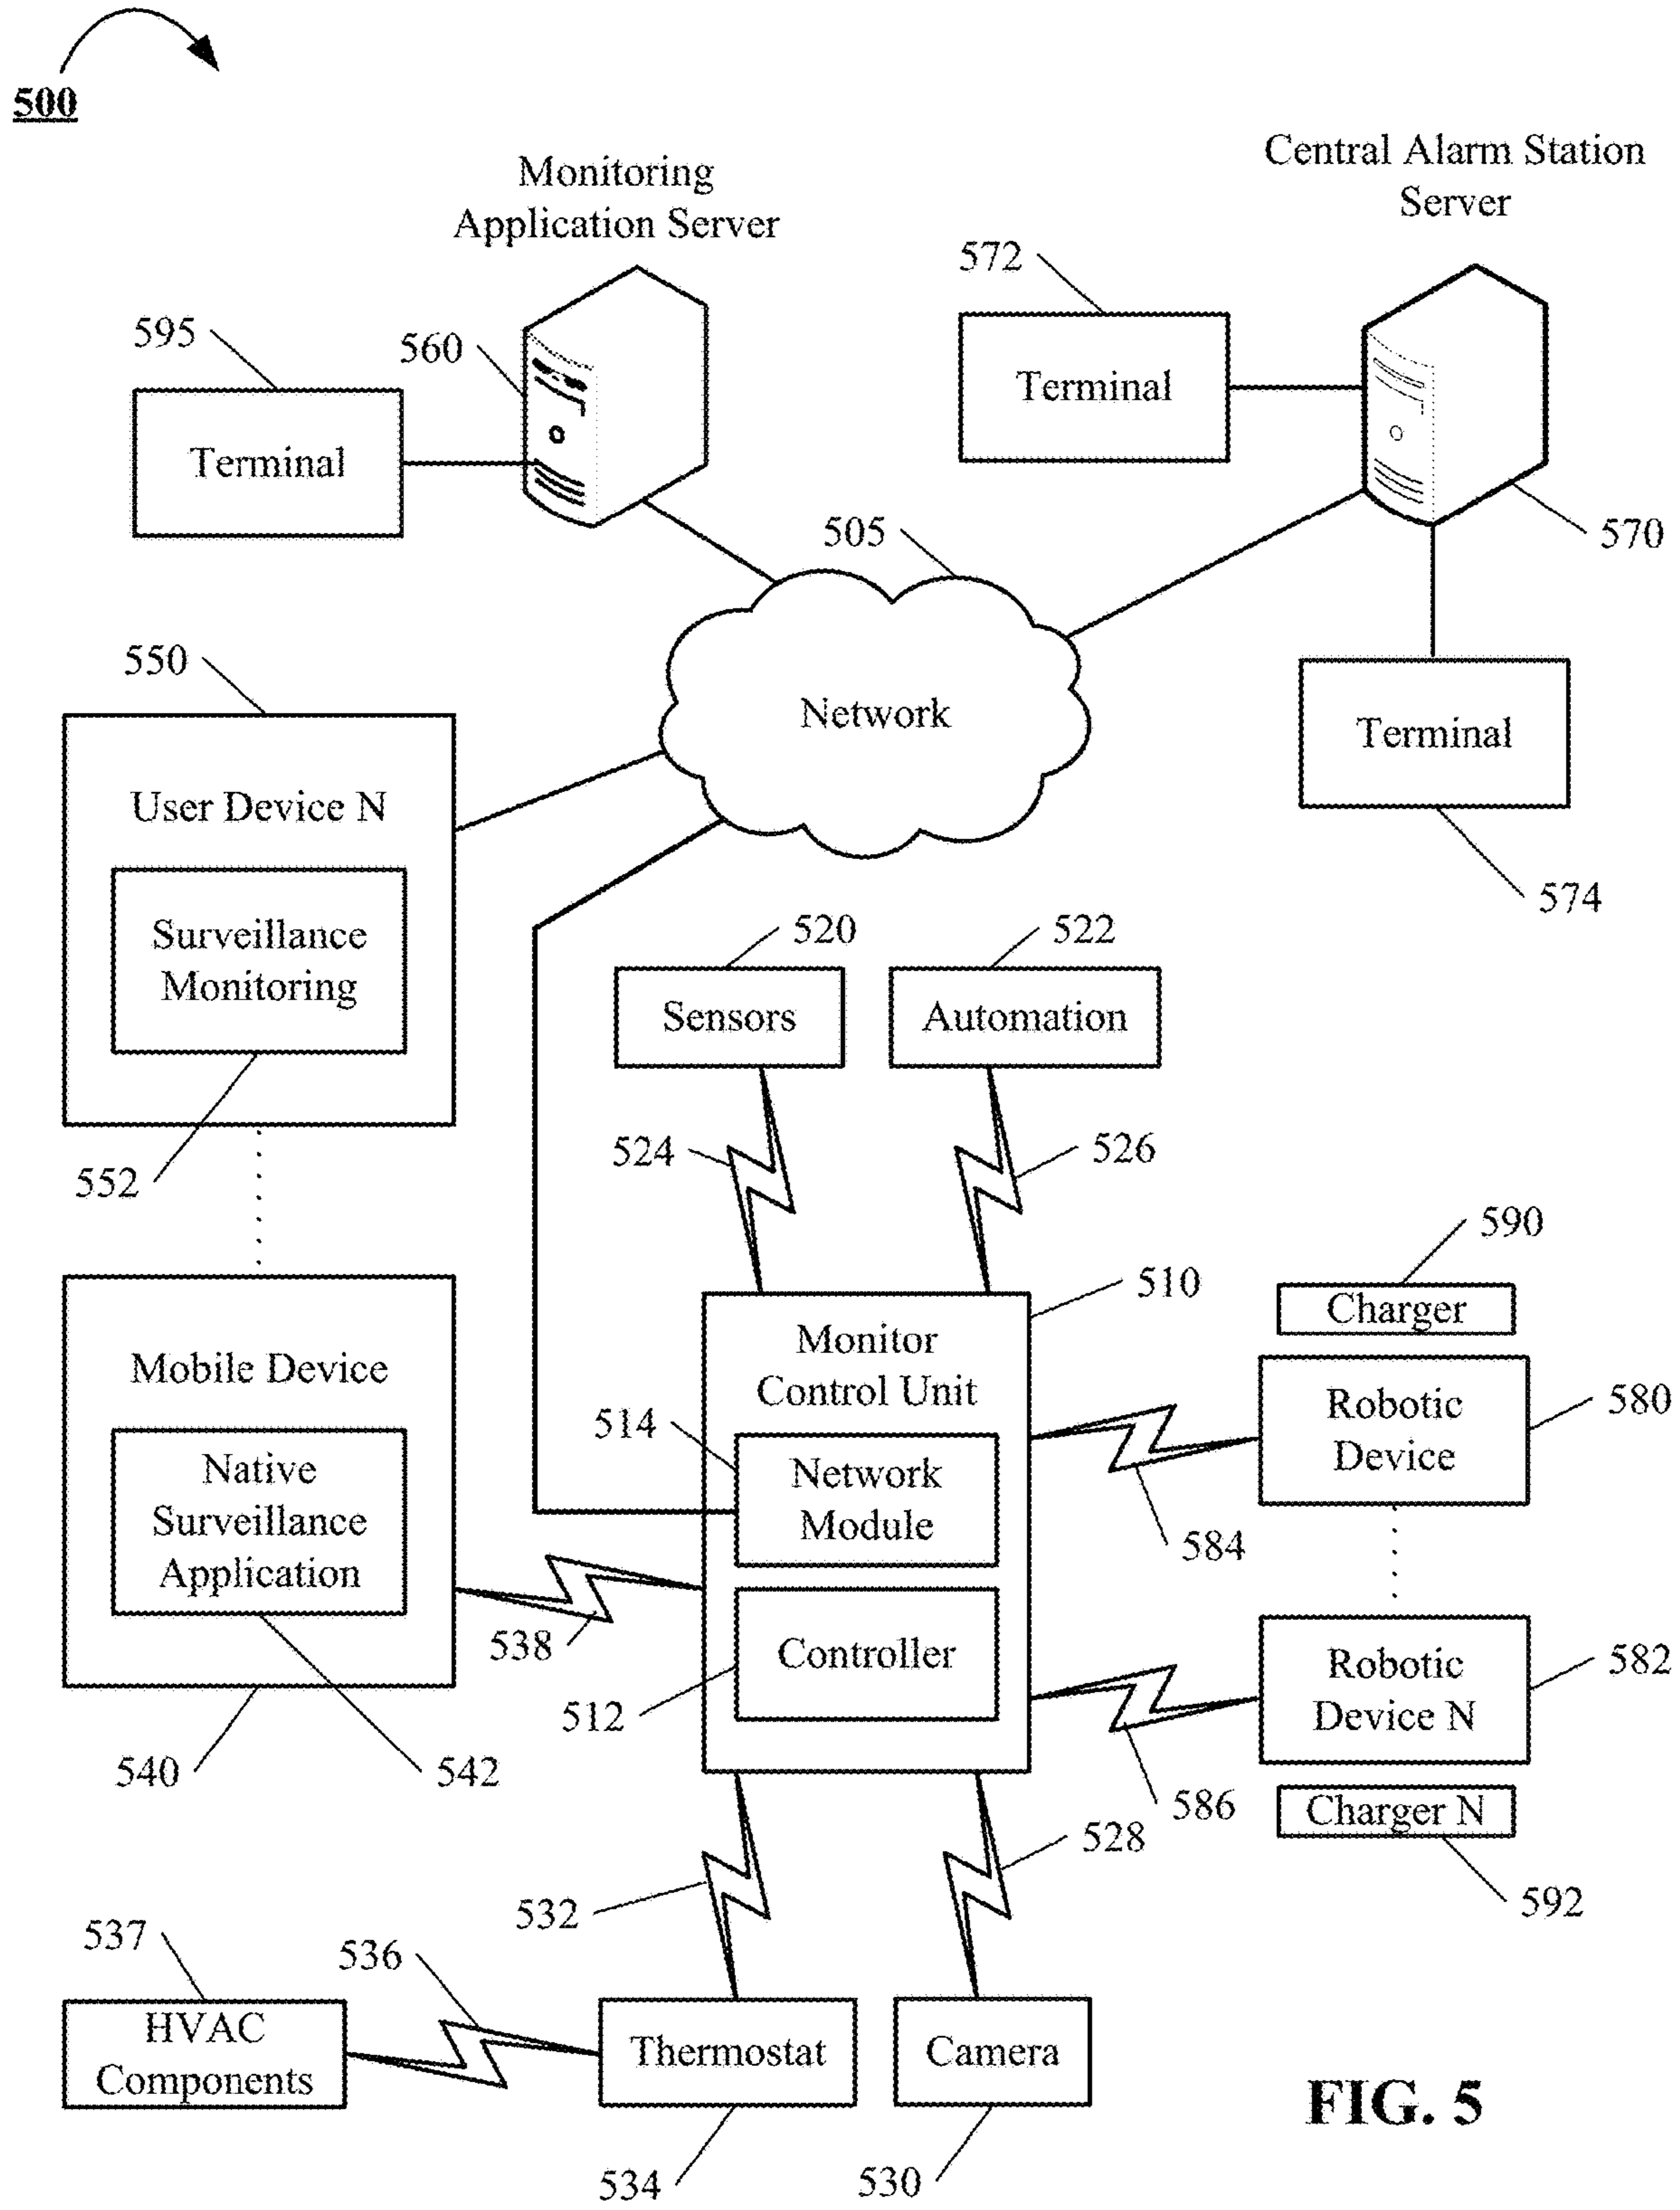 500
Monitoring
Application Server
Central Alarm Station
Server
572
595
560
Terminal
Terminal
505
570
550
Network
Terminal
User Device N
574
Surveillance
Monitoring
520
522
Sensors
Automation
552
524
526
590
510
Charger
Monitor
Control Unit
Mobile Device
514
580
Robotic
Device
Native
Surveillance
Application
Network
Module
584
538
Controller
582
Robotic
Device N
512
540
542
586
Charger N
528
532
592
537
536
HVAC
Components
Thermostat
Camera
534
530
FIG. 5